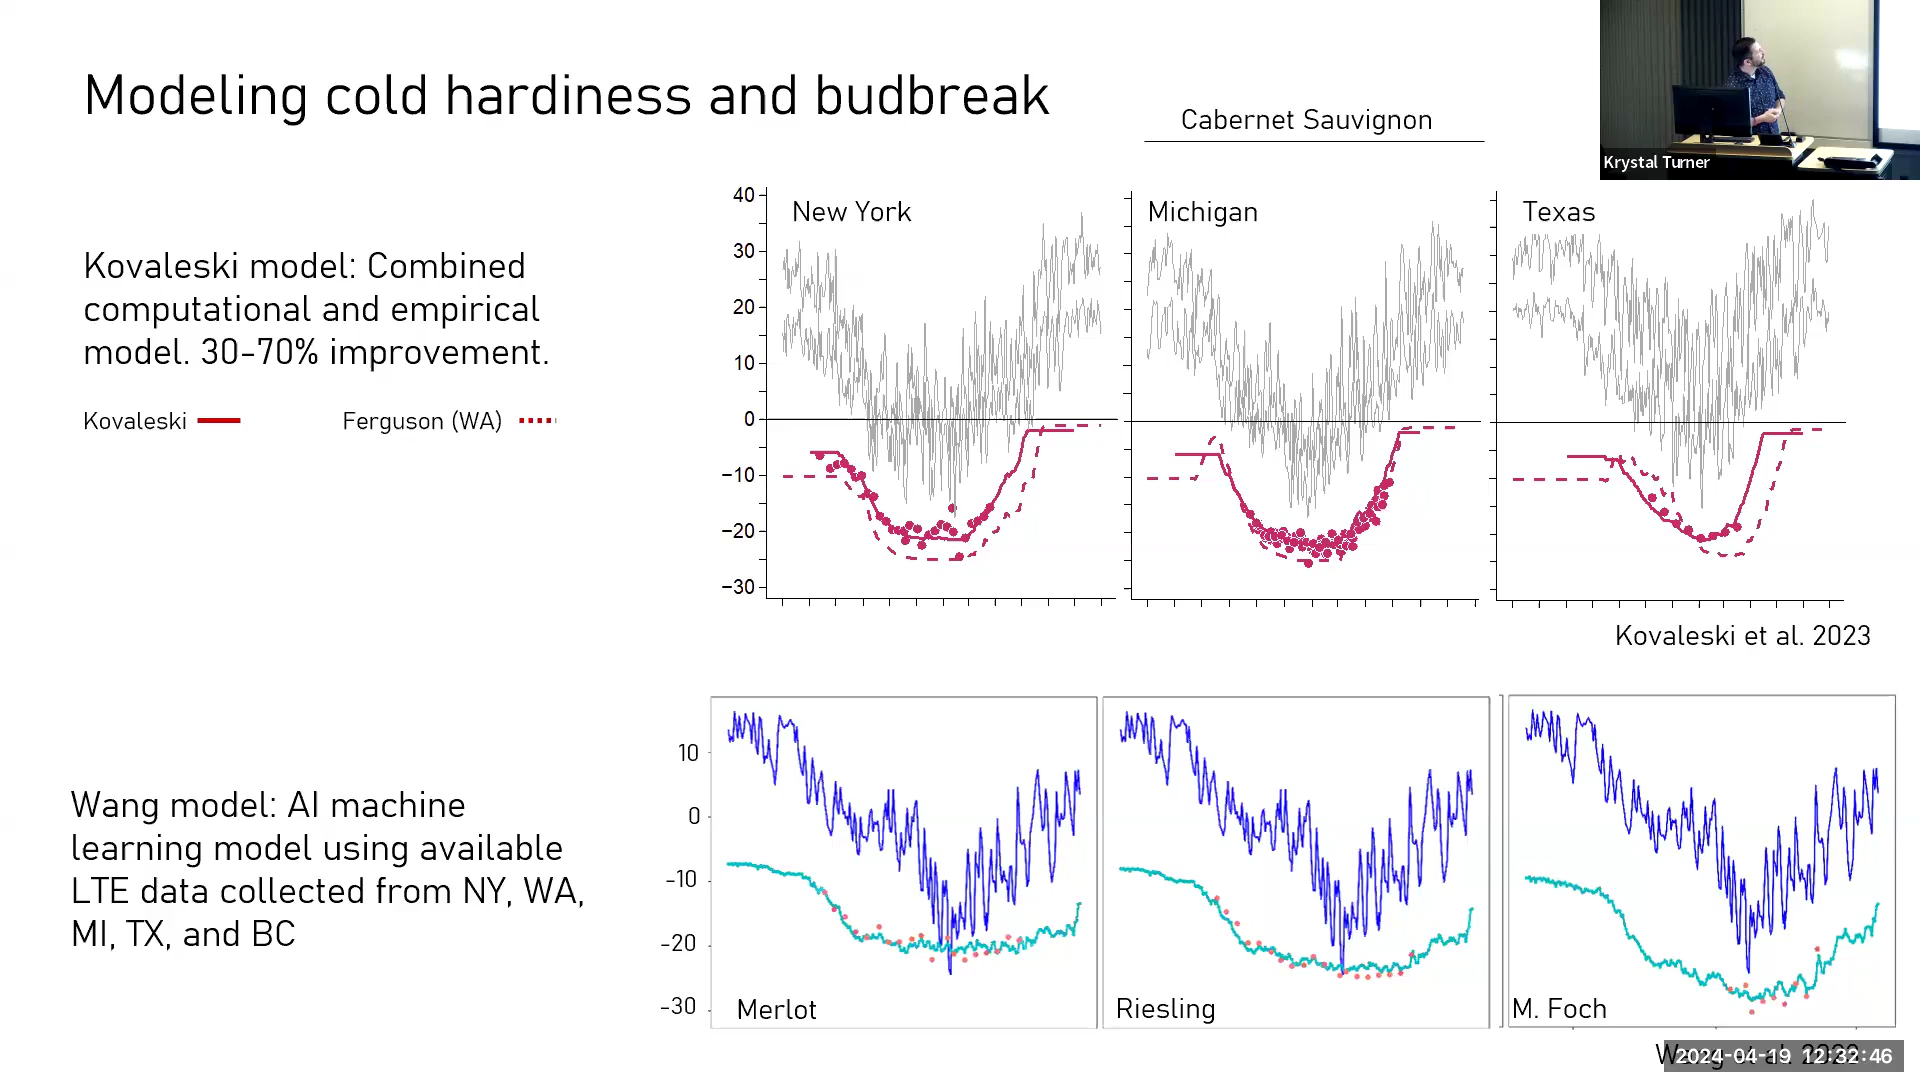 Modeling cold hardiness and budbreak
Cabernet Sauvignon
Krystal Turner
Kovaleski model: Combined
computational and empirical
model. 30-70% improvement.
Kovaleski
Ferguson (WA)
New York
Michigan
Texas
40
30
20
10
0
-10
-20
-30
Kovaleski et al. 2023
Wang model: AI machine
learning model using available
LTE data collected from NY, WA,
MI, TX, and BC
10
0
-10
-20
-30
Merlot
Riesling
M. Foch
2024-04-19 12:32:46